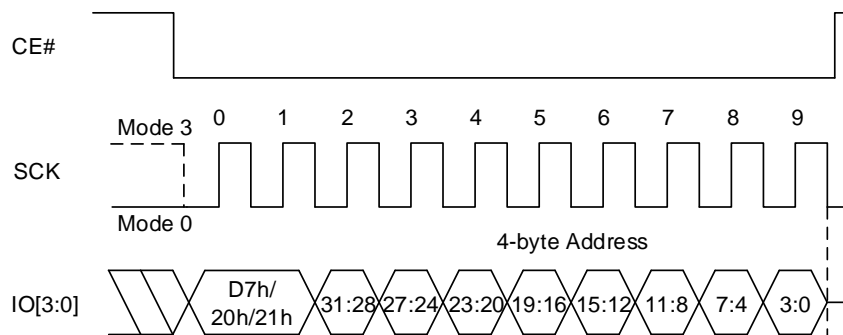 CE#
0 1 2 3 4 5 6 7 8 9
Mode 3
SCK
Mode 0
4-byte Address
D7h/
20h/21h
IO[3:0]
31:28 27:24 23:20 19:16 15:12 11:8 7:4 3:0